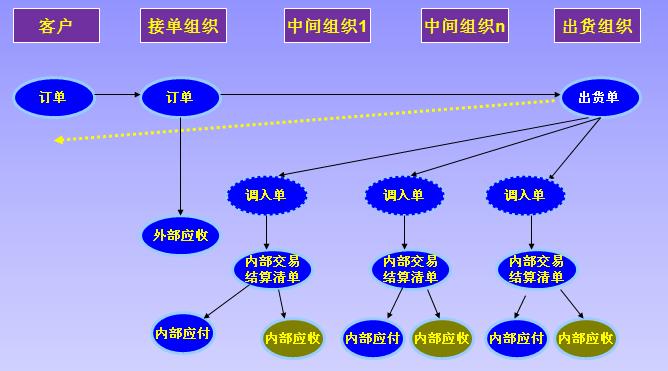 客户
接单组织
中间组织1
中间组织n
出货组织
订单
订单
出货单
调入单
调入单
调入单
外部应收
内部交易
结算清单
内部交易
结算清单
内部交易
结算清单
内部应付
内部应收
内部应付
内部应收
内部应付
内部应收